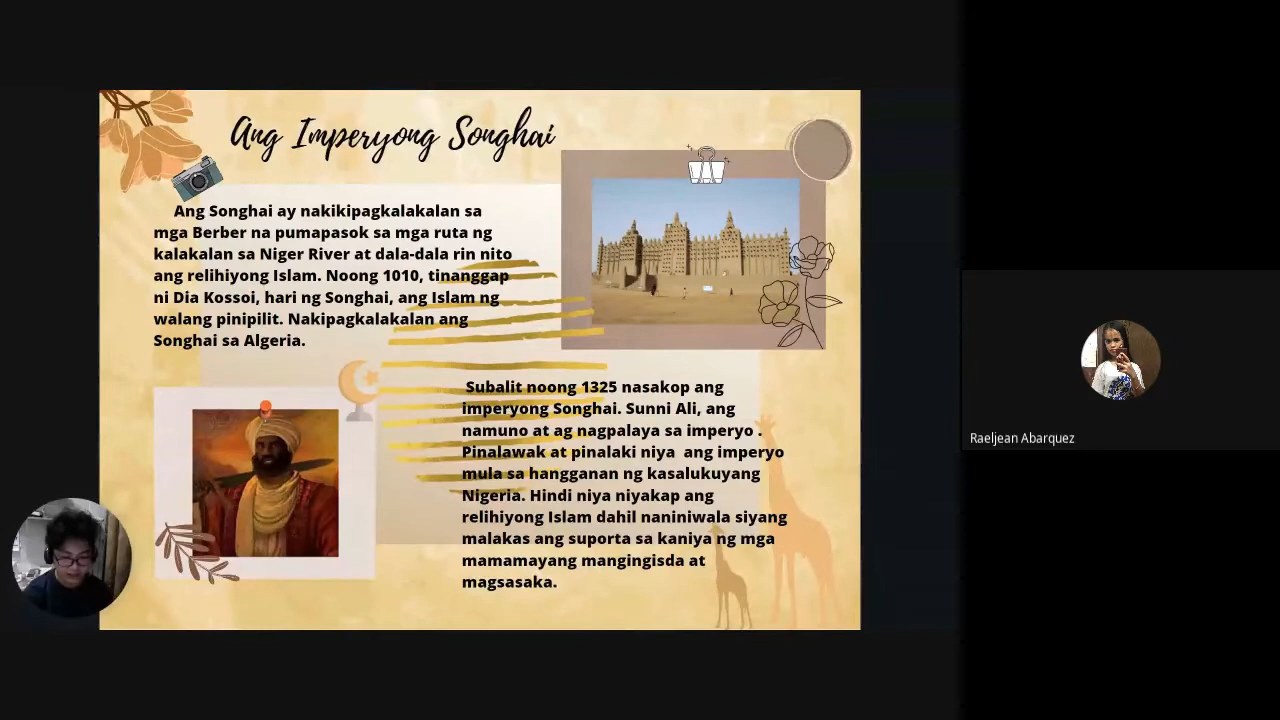 Ang Imperyong Songhai
Ang Songhai ay nakikipagkalakalan sa
mga Berber na pumapasok sa mga ruta ng
kalakalan sa Niger River at dala-dala rin nito
ang relihiyong Islam. Noong 1010, tinanggap
ni Dia Kossoi, hari ng Songhai, ang Islam ng
walang pinipilit. Nakipagkalakalan ang
Songhai sa Algeria.
Subalit noong 1325 nasakop ang
imperyong Songhai. Sunni Ali, ang
namuno at ag nagpalaya sa imperyo .
Pinalawak at pinalaki niya  ang imperyo
mula sa hangganan ng kasalukuyang
Nigeria. Hindi niya niyakap ang
relihiyong Islam dahil naniniwala siyang
malakas ang suporta sa kaniya ng mga
mamamayang mangingisda at
magsasaka.
Raeljean Abarquez